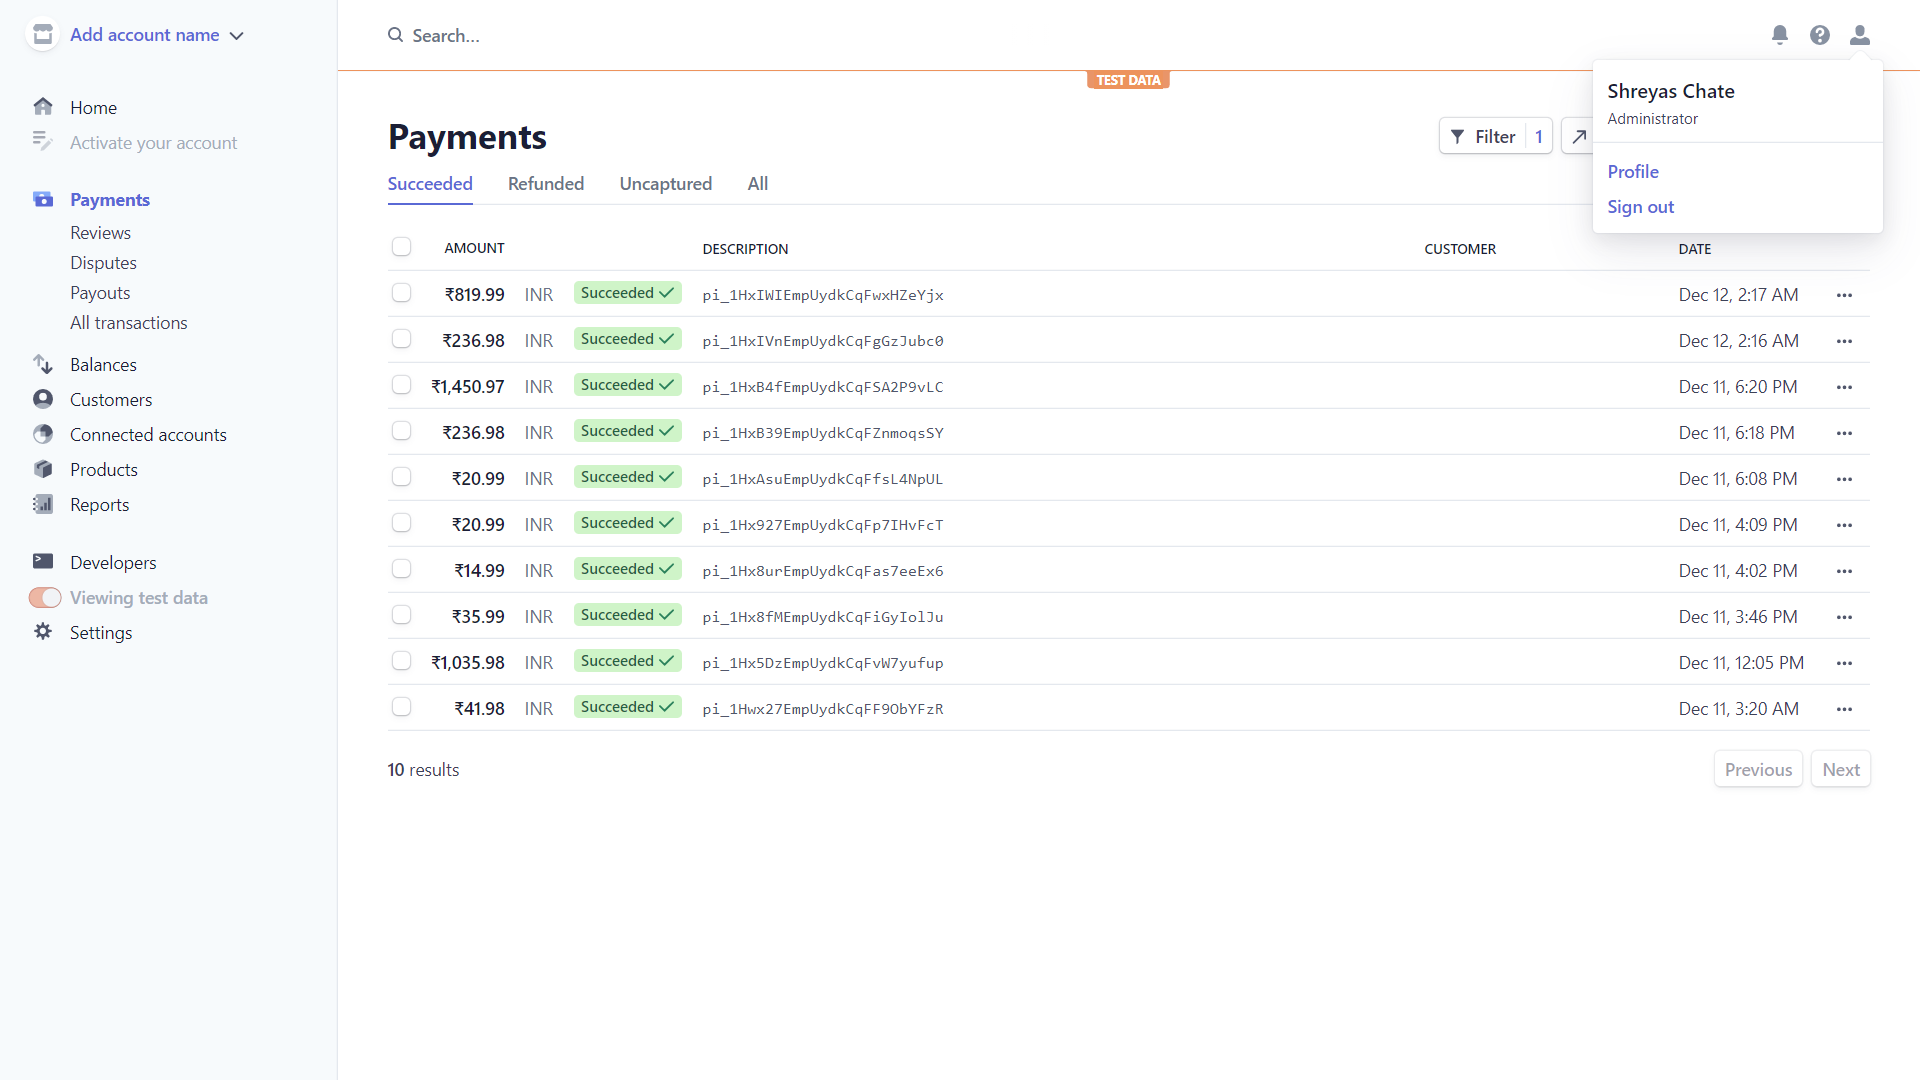 Add account name
Search...
TEST DATA
Shreyas Chate
Administrator
Profile
Sign out
Home
Activate your account
Payments
Reviews
Disputes
Payouts
All transactions
Balances
Customers
Connected accounts
Products
Reports
Developers
Viewing test data
Settings
Payments
Filter 1
Succeeded Refunded Uncaptured All
AMOUNT DESCRIPTION CUSTOMER DATE
₹819.99 INR Succeeded pi_1HxIWIEmpUydkCqFwxHZeYjx Dec 12, 2:17 AM
₹236.98 INR Succeeded pi_1HxIVnEmpUydkCqFgGzJubc0 Dec 12, 2:16 AM
₹1,450.97 INR Succeeded pi_1HxB4fEmpUydkCqFSA2P9vLC Dec 11, 6:20 PM
₹236.98 INR Succeeded pi_1HxB39EmpUydkCqFZnmoqsSY Dec 11, 6:18 PM
₹20.99 INR Succeeded pi_1HxAsuEmpUydkCqFfsL4NpUL Dec 11, 6:08 PM
₹20.99 INR Succeeded pi_1Hx927EmpUydkCqFp7IHvFcT Dec 11, 4:09 PM
₹14.99 INR Succeeded pi_1Hx8urEmpUydkCqFas7eeEx6 Dec 11, 4:02 PM
₹35.99 INR Succeeded pi_1Hx8fMEmpUydkCqFiGyIolJu Dec 11, 3:46 PM
₹1,035.98 INR Succeeded pi_1Hx5DzEmpUydkCqFvW7yufup Dec 11, 12:05 PM
₹41.98 INR Succeeded pi_1Hwx27EmpUydkCqFF9ObYFzR Dec 11, 3:20 AM
10 results
Previous Next